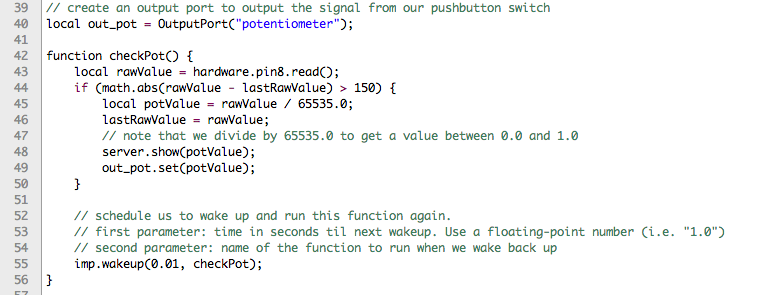 39 // create an output port to output the signal from our pushbutton switch
40 local out_pot = OutputPort("potentiometer");
41
42 function checkPot() {
43 local rawValue = hardware.pin8.read();
44 if (math.abs(rawValue - lastRawValue) > 150) {
45 local potValue = rawValue / 65535.0;
46 lastRawValue = rawValue;
47 // note that we divide by 65535.0 to get a value between 0.0 and 1.0
48 server.show(potValue);
49 out_pot.set(potValue);
50 }
51
52 // schedule us to wake up and run this function again.
53 // first parameter: time in seconds til next wakeup. Use a floating-point number (i.e. "1.0")
54 // second parameter: name of the function to run when we wake back up
55 imp.wakeup(0.01, checkPot);
56 }
57